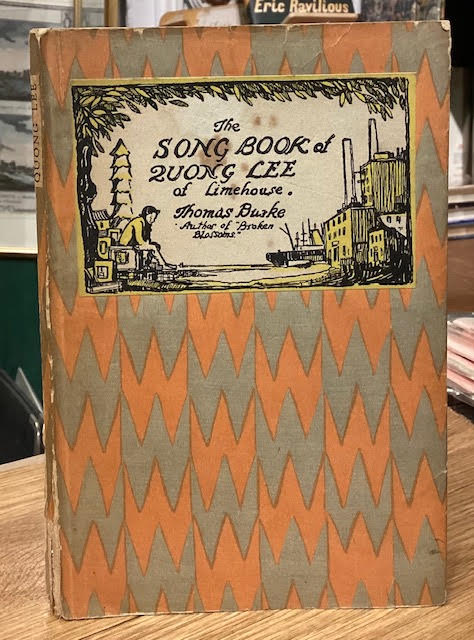 Eric Ravilious
QUONG LEE
The
SONG BOOK of
QUONG LEE
of Limehouse.
Thomas Burke
Author of "Broken
Blossoms."